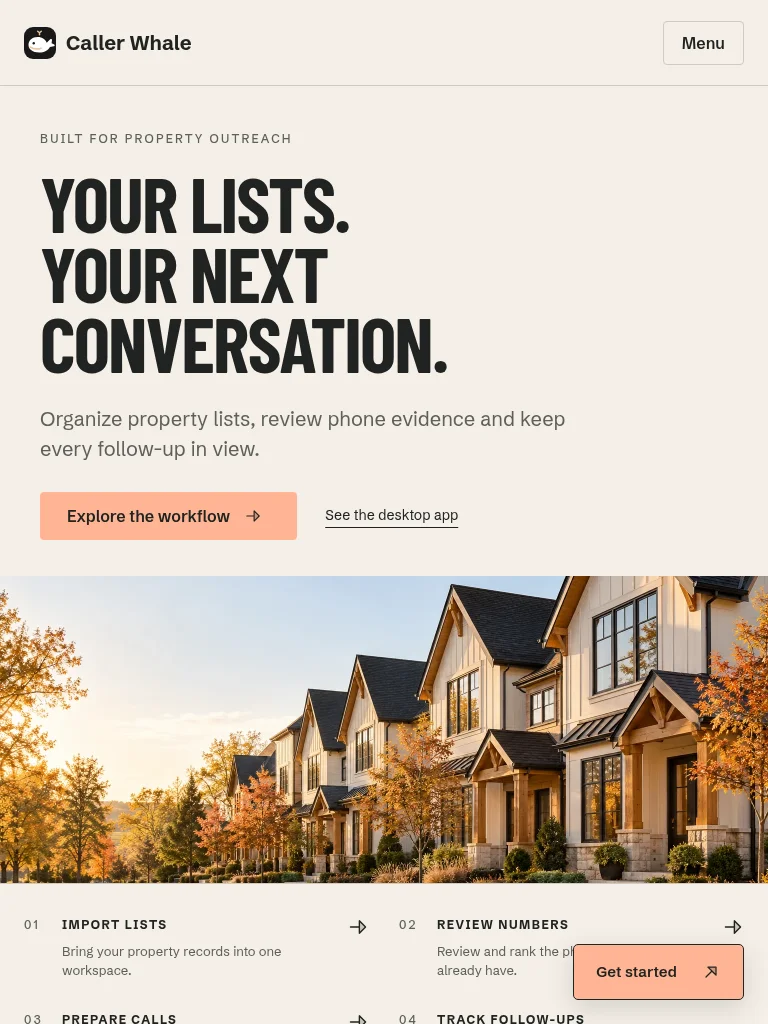 Caller Whale
Menu
BUILT FOR PROPERTY OUTREACH
YOUR LISTS.
YOUR NEXT
CONVERSATION.
Organize property lists, review phone evidence and keep
every follow-up in view.
Explore the workflow
See the desktop app
01 IMPORT LISTS
Bring your property records into one
workspace.
02 REVIEW NUMBERS
Review and rank the
already have.
Get started
03 PREPARE CALLS
04 TRACK FOLLOW-UPS